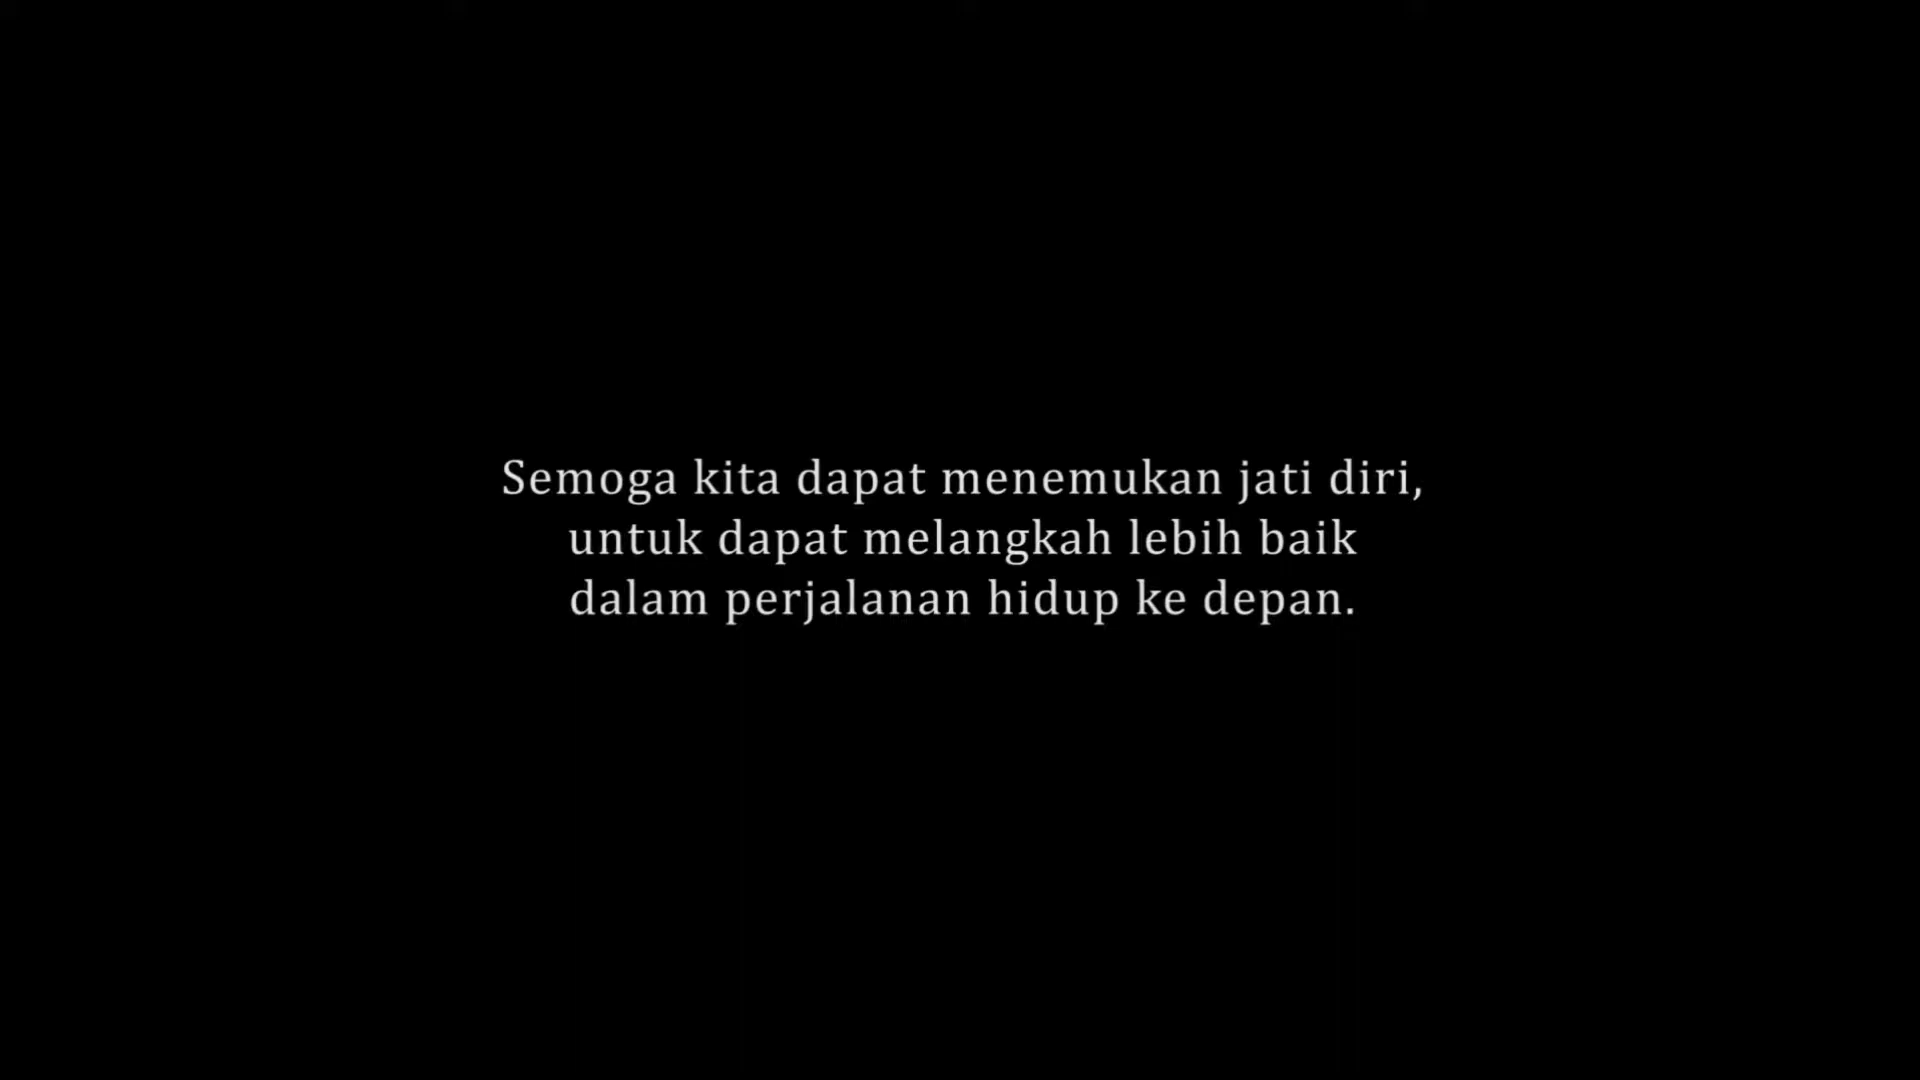 Semoga kita dapat menemukan jati diri,
untuk dapat melangkah lebih baik
dalam perjalanan hidup ke depan.